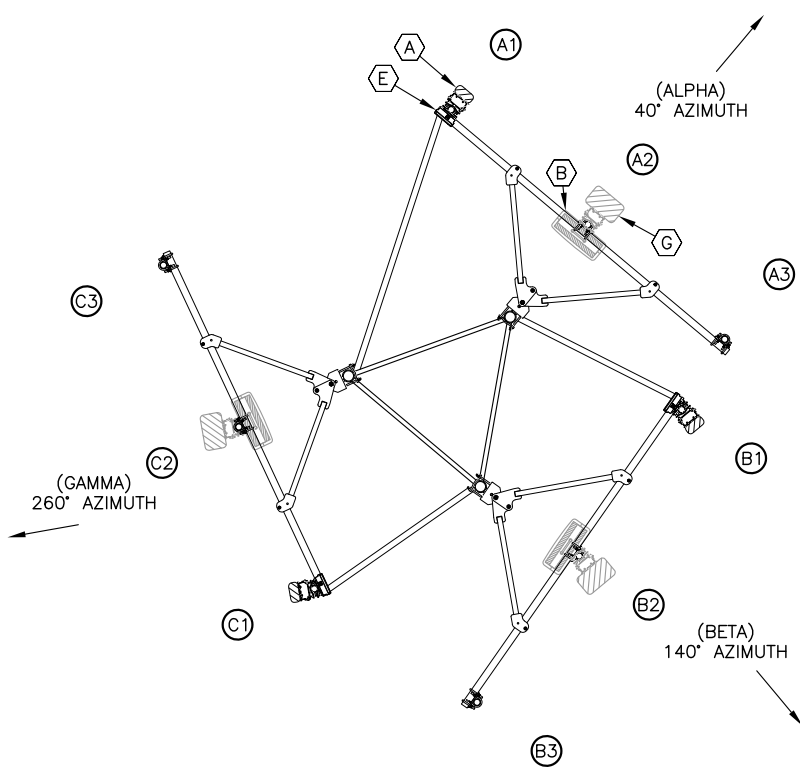 A1
A
E
(ALPHA)
40° AZIMUTH
A2
B
G
A3
C3
B1
C2
(GAMMA)
260° AZIMUTH
B2
C1
(BETA)
140° AZIMUTH
B3